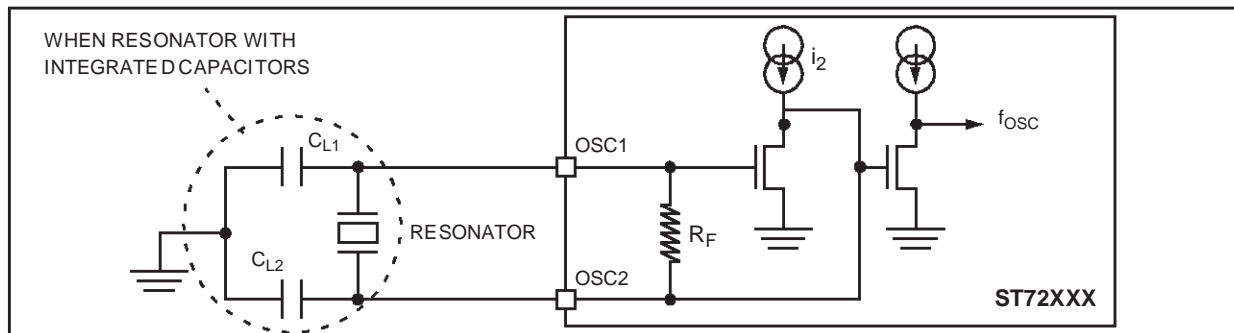 WHEN RESONATOR WITH
INTEGRATED CAPACITORS
i2
fOSC
CL1
OSC1
RESONATOR
RF
CL2
OSC2
ST72XXX